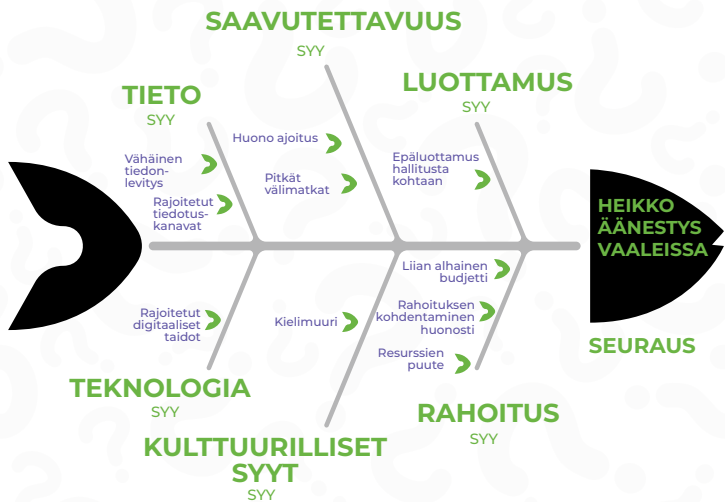 SAAVUTETTAVUUS
SYY
LUOTTAMUS
SYY
TIETO
SYY
Huono ajoitus
Pitkät
välimatkat
Vähäinen
tiedon-
levitys
Rajoitetut
tiedotus-
kanavat
Epäluottamus
hallitusta
kohtaan
HEIKKO
ÄÄNESTYS
VAALEISSA
SEURAUS
Rajoitetut
digitaaliset
taidot
Kielimuuri
Liian alhainen
budjetti
Rahoituksen
kohdentaminen
huonosti
Resurssien
puute
TEKNOLOGIA
SYY
KULTTUURILLISET
SYYT
SYY
RAHOITUS
SYY